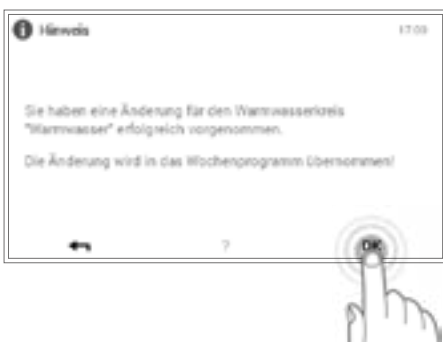 i Hinweis 17:09
Sie haben eine Änderung für den Warmwasserkreis
"Warmwasser" erfolgreich vorgenommen.
Die Änderung wird in das Wochenprogramm übernommen!
? OK